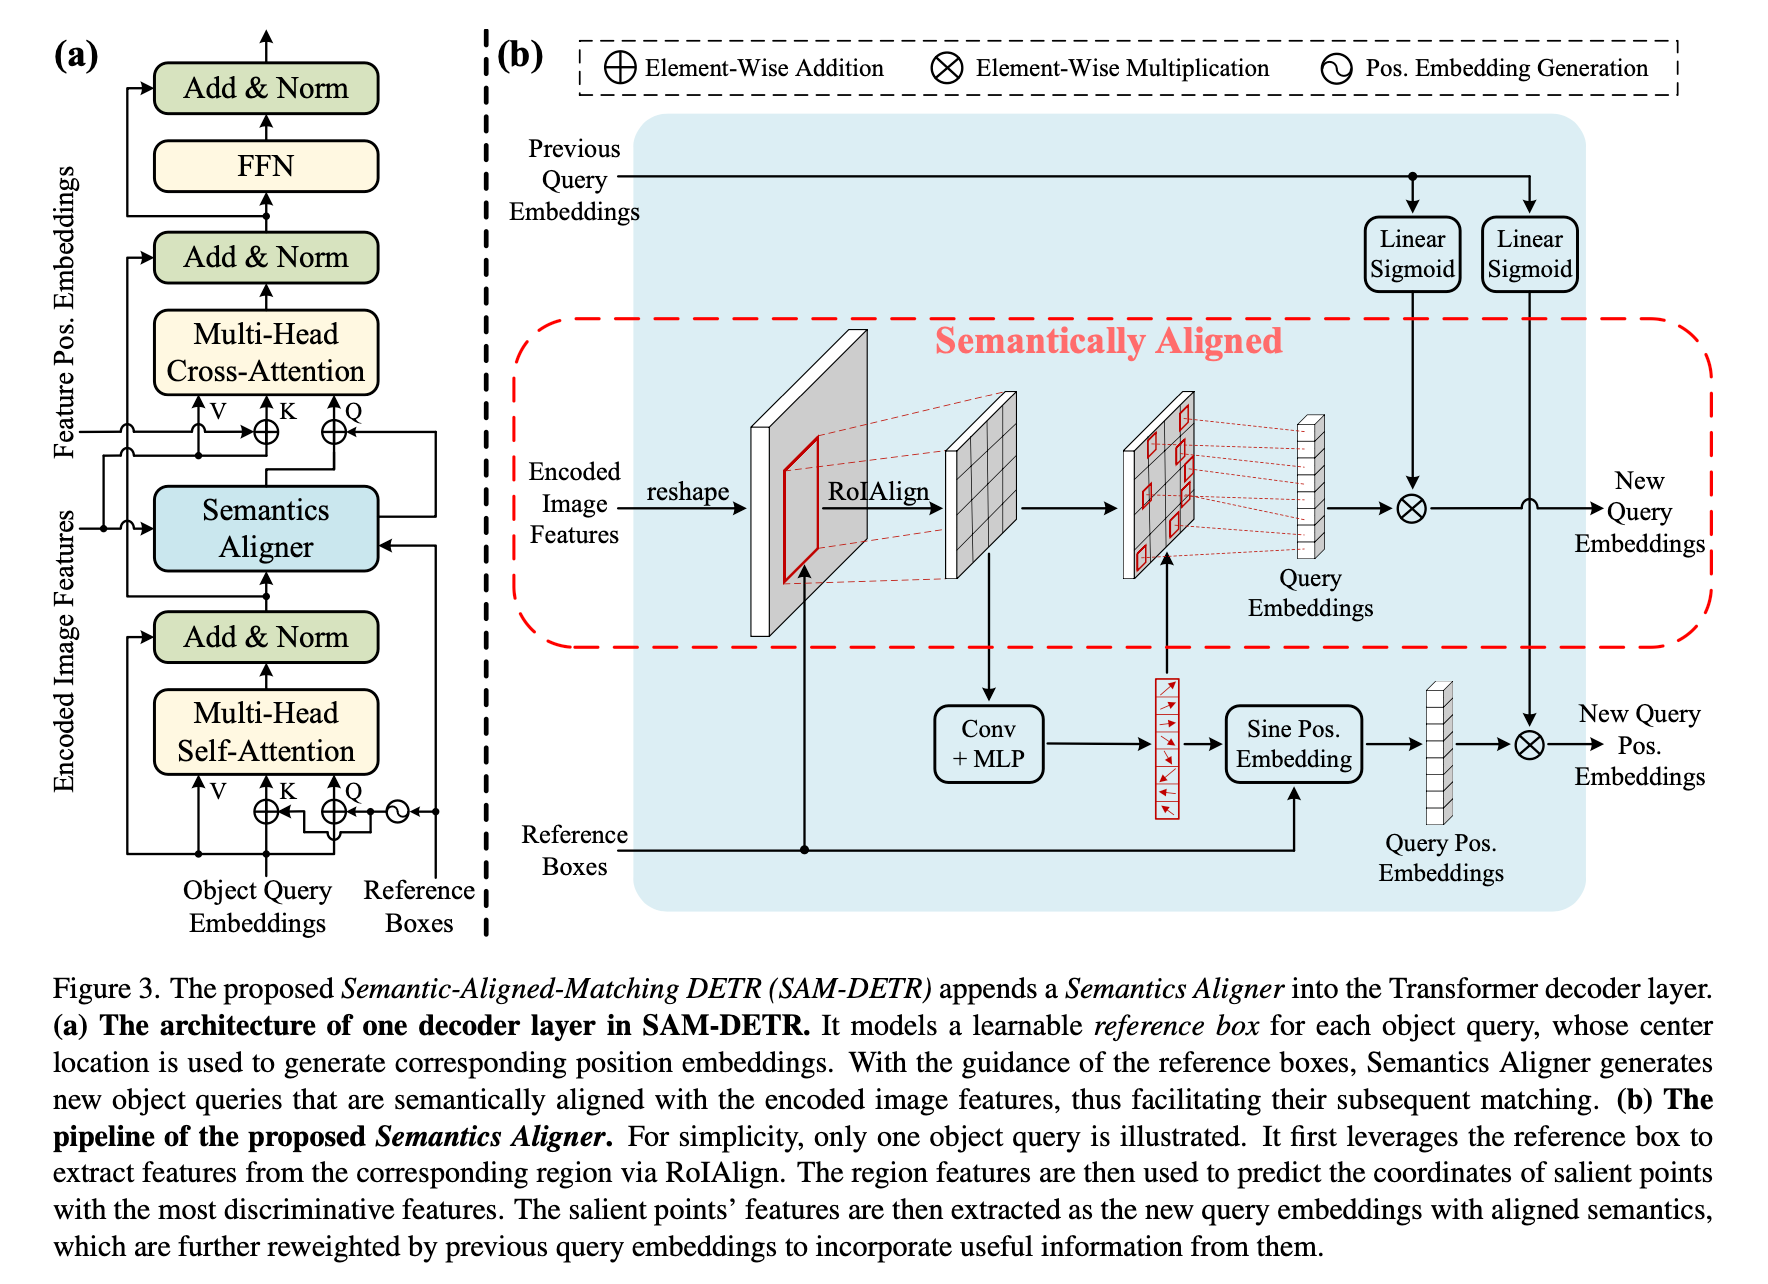 (a)
Add & Norm
FFN
Add & Norm
Multi-Head
Cross-Attention
V
K
Q
Semantics
Aligner
Add & Norm
Multi-Head
Self-Attention
V
K
Q
Object Query
Embeddings
Reference
Boxes
Feature Pos. Embeddings
Encoded Image Features
(b)
Element-Wise Addition
Element-Wise Multiplication
Pos. Embedding Generation
Previous
Query
Embeddings
Linear
Sigmoid
Linear
Sigmoid
Semantically Aligned
Encoded
Image
Features
reshape
RoIAlign
Query
Embeddings
New
Query
Embeddings
Conv
+ MLP
Sine Pos.
Embedding
New Query
Pos.
Embeddings
Reference
Boxes
Query Pos.
Embeddings
Figure 3. The proposed Semantic-Aligned-Matching DETR (SAM-DETR) appends a Semantics Aligner into the Transformer decoder layer.
(a) The architecture of one decoder layer in SAM-DETR. It models a learnable reference box for each object query, whose center
location is used to generate corresponding position embeddings. With the guidance of the reference boxes, Semantics Aligner generates
new object queries that are semantically aligned with the encoded image features, thus facilitating their subsequent matching. (b) The
pipeline of the proposed Semantics Aligner. For simplicity, only one object query is illustrated. It first leverages the reference box to
extract features from the corresponding region via RoIAlign. The region features are then used to predict the coordinates of salient points
with the most discriminative features. The salient points' features are then extracted as the new query embeddings with aligned semantics,
which are further reweighted by previous query embeddings to incorporate useful information from them.